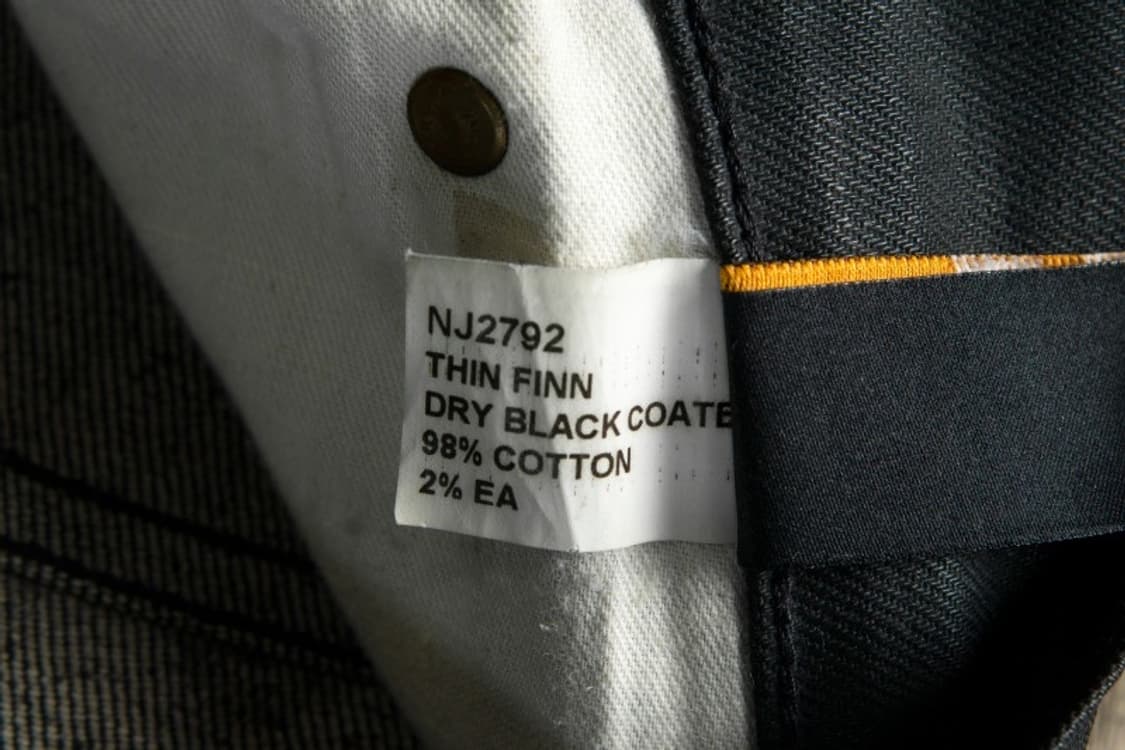 NJ2792
THIN FINN
DRY BLACK COATE
98% COTTON
2% EA